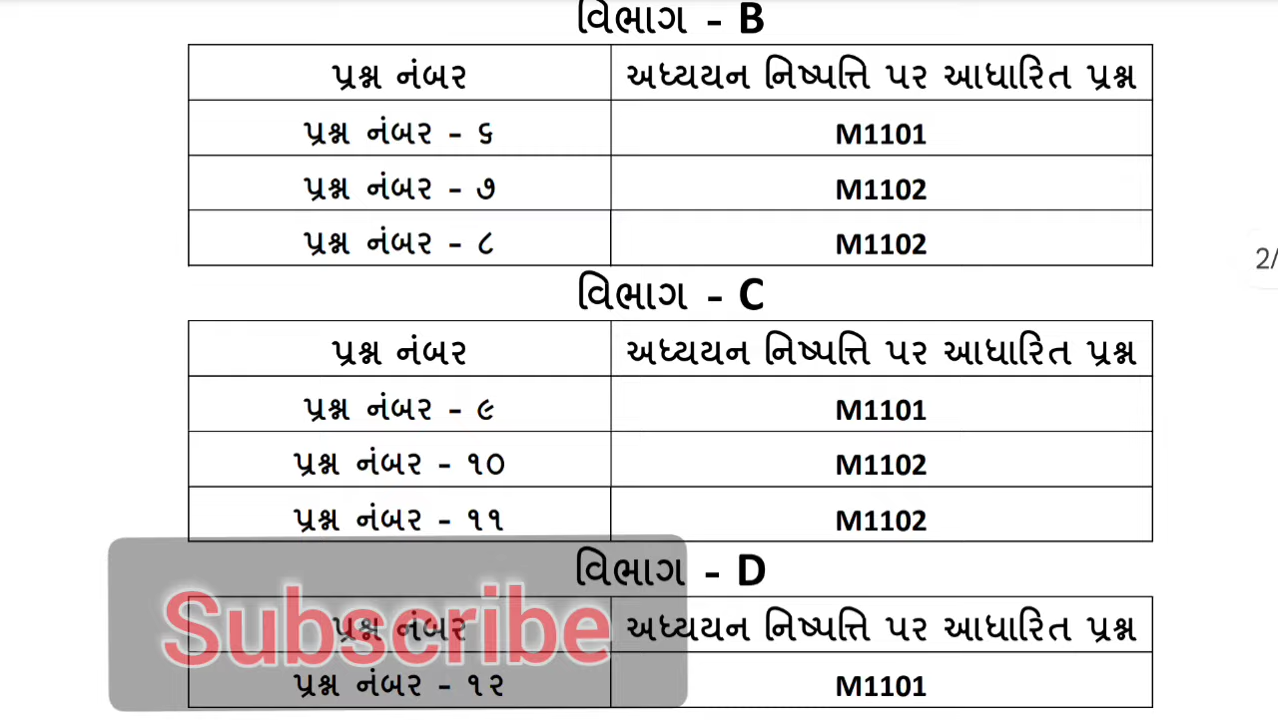 વિભાગ - B
પ્રશ્ન નંબર અધ્યયન નિષ્પત્તિ પર આધારિત પ્રશ્ન
પ્રશ્ન નંબર - ૬ M1101
પ્રશ્ન નંબર - ૭ M1102
પ્રશ્ન નંબર - ૮ M1102
2/
વિભાગ - C
પ્રશ્ન નંબર અધ્યયન નિષ્પત્તિ પર આધારિત પ્રશ્ન
પ્રશ્ન નંબર - ૯ M1101
પ્રશ્ન નંબર - ૧૦ M1102
પ્રશ્ન નંબર - ૧૧ M1102
વિભાગ - D
પ્રશ્ન નંબર અધ્યયન નિષ્પત્તિ પર આધારિત પ્રશ્ન
Subscribe
પ્રશ્ન નંબર - ૧૨ M1101